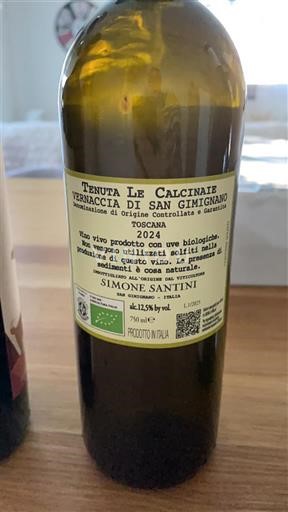 TENUTA LE CALCINAIE
VERNACCIA DI SAN GIMIGNANO
Denominazione di Origine Controllata e Garantita
TOSCANA
2024
Vino vivo prodotto con uve biologiche.
Non vengono utilizzati solfiti nella
produzione di questo vino. La presenza di
sedimenti è cosa naturale.
IMBOTTIGLIATO ALL'ORIGINE DAL VITICOLTORE
SIMONE SANTINI
SAN GIMIGNANO - ITALIA
alc.12,5% by vol. L.1/2025
750 ml e
PRODOTTO IN ITALIA